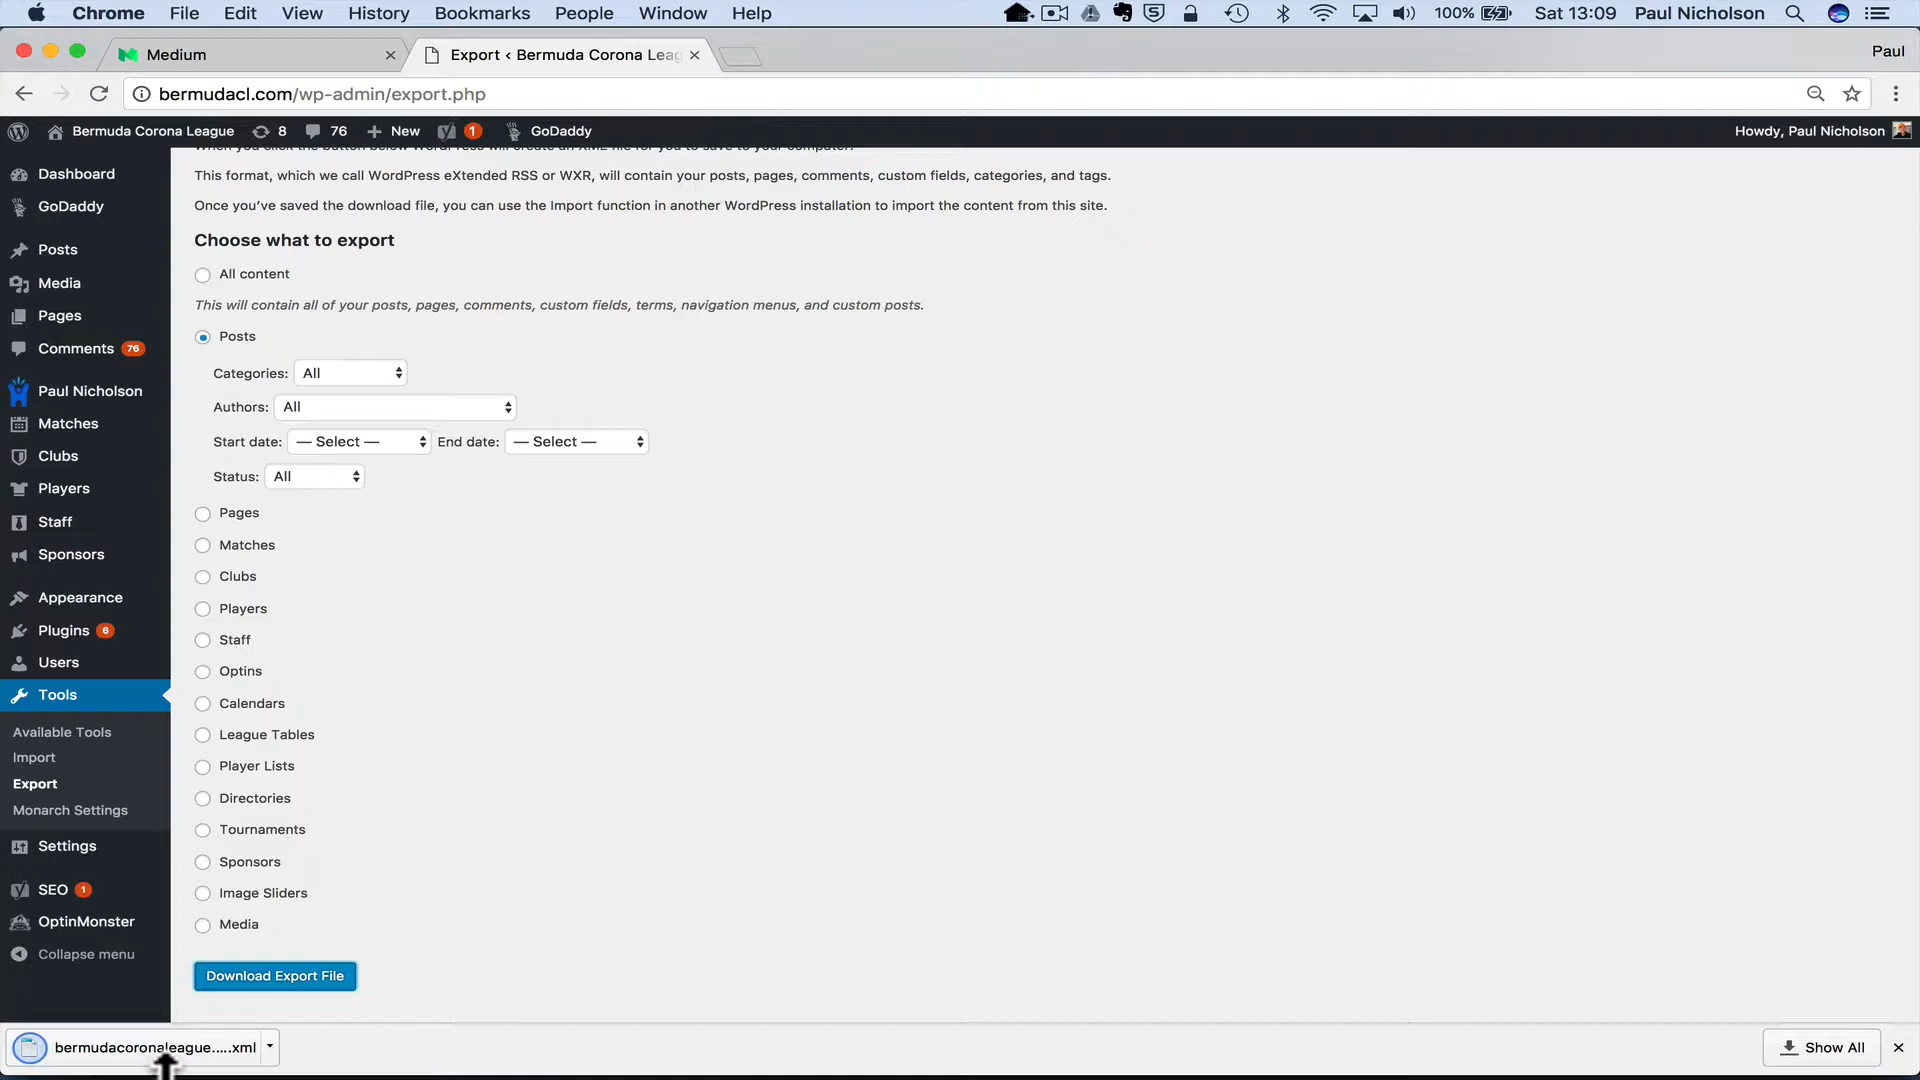 Chrome File Edit View History Bookmarks People Window Help 100% Sat 13:09 Paul Nicholson
Medium Export ‹ Bermuda Corona Leag Paul
bermudacl.com/wp-admin/export.php
Bermuda Corona League 8 76 New 1 GoDaddy Howdy, Paul Nicholson
When you click the button below WordPress will create an XML file for you to save to your computer.
This format, which we call WordPress eXtended RSS or WXR, will contain your posts, pages, comments, custom fields, categories, and tags.
Once you've saved the download file, you can use the Import function in another WordPress installation to import the content from this site.
Dashboard
GoDaddy
Posts
Media
Pages
Comments 76
Paul Nicholson
Matches
Clubs
Players
Staff
Sponsors
Appearance
Plugins 6
Users
Tools
Available Tools
Import
Export
Monarch Settings
Settings
SEO 1
OptinMonster
Collapse menu
Choose what to export
All content
This will contain all of your posts, pages, comments, custom fields, terms, navigation menus, and custom posts.
Posts
Categories: All
Authors: All
Start date: — Select — End date: — Select —
Status: All
Pages
Matches
Clubs
Players
Staff
Optins
Calendars
League Tables
Player Lists
Directories
Tournaments
Sponsors
Image Sliders
Media
Download Export File
bermudacoronaleague.....xml Show All